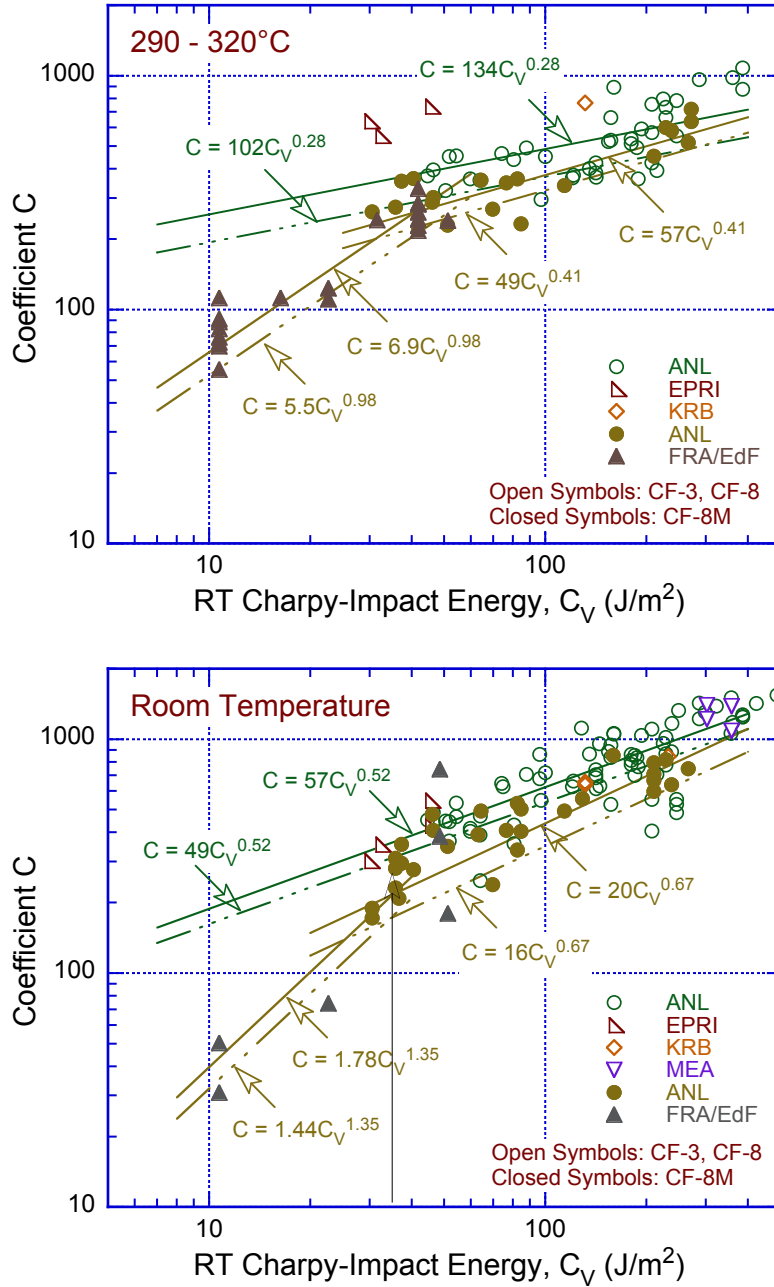 290 - 320°C
C = 134C_V^0.28
1000
C = 102C_V^0.28
C = 57C_V^0.41
C = 49C_V^0.41
100
C = 6.9C_V^0.98
C = 5.5C_V^0.98
ANL
EPRI
KRB
ANL
FRA/EdF
Open Symbols: CF-3, CF-8
Closed Symbols: CF-8M
10
Coefficient C
10
100
RT Charpy-Impact Energy, C_V (J/m²)
Room Temperature
1000
C = 57C_V^0.52
C = 49C_V^0.52
C = 20C_V^0.67
C = 16C_V^0.67
100
C = 1.78C_V^1.35
C = 1.44C_V^1.35
ANL
EPRI
KRB
MEA
ANL
FRA/EdF
Open Symbols: CF-3, CF-8
Closed Symbols: CF-8M
10
Coefficient C
10
100
RT Charpy-Impact Energy, C_V (J/m²)